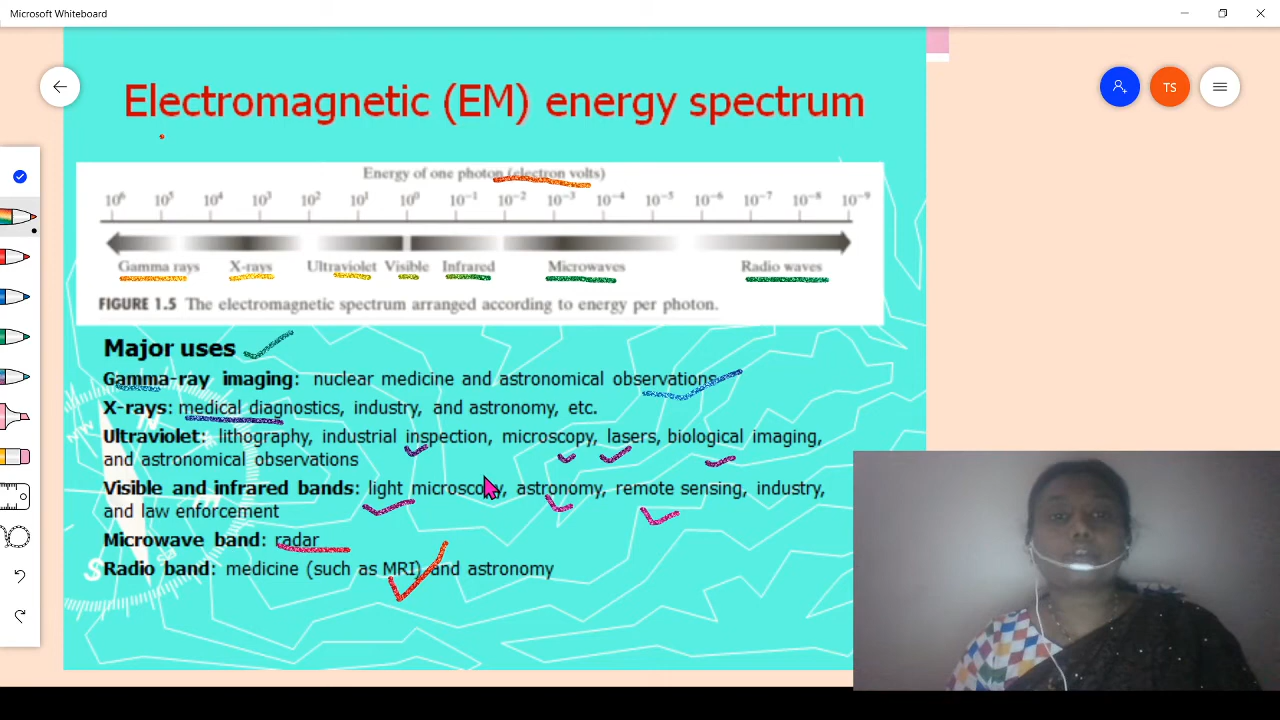 Microsoft Whiteboard
TS
Electromagnetic (EM) energy spectrum
Energy of one photon (electron volts)
10⁶ 10⁵ 10⁴ 10³ 10² 10¹ 10⁰ 10⁻¹ 10⁻² 10⁻³ 10⁻⁴ 10⁻⁵ 10⁻⁶ 10⁻⁷ 10⁻⁸ 10⁻⁹
Gamma rays X-rays Ultraviolet Visible Infrared Microwaves Radio waves
FIGURE 1.5 The electromagnetic spectrum arranged according to energy per photon.
Major uses
Gamma-ray imaging: nuclear medicine and astronomical observations
X-rays: medical diagnostics, industry, and astronomy, etc.
Ultraviolet: lithography, industrial inspection, microscopy, lasers, biological imaging,
and astronomical observations
Visible and infrared bands: light microscopy, astronomy, remote sensing, industry,
and law enforcement
Microwave band: radar
Radio band: medicine (such as MRI) and astronomy